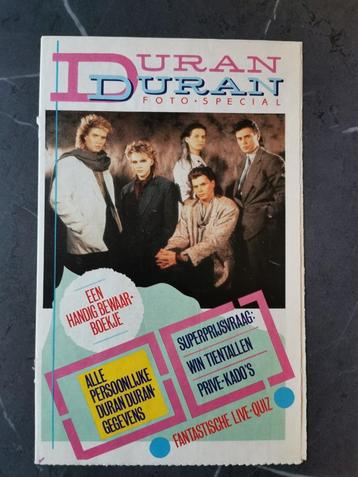 DURAN
DURAN
FOTO·SPECIAL
EEN
HANDIG BEWAAR-
BOEKJE
ALLE
PERSOONLIJKE
DURAN DURAN-
GEGEVENS
SUPERPRIJSVRAAG:
WIN TIENTALLEN
PRIVE-KADO'S
FANTASTISCHE LIVE-QUIZ